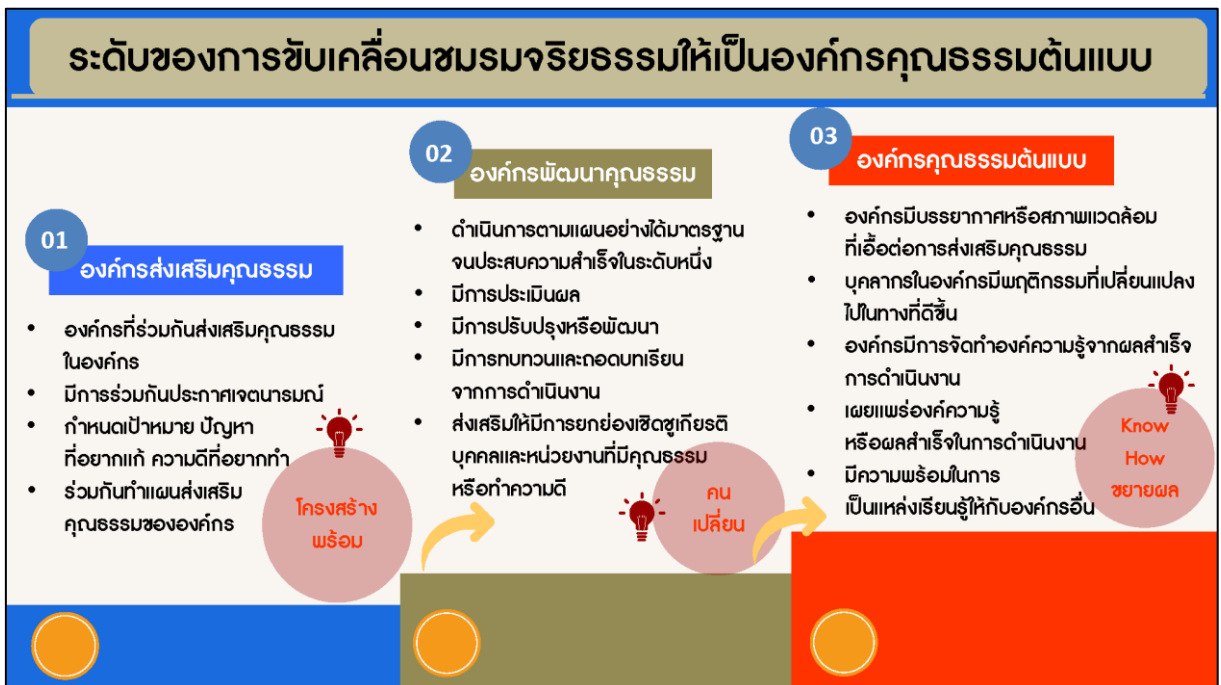 ระดับของการขับเคลื่อนชมรมจริยธรรมให้เป็นองค์กรคุณธรรมต้นแบบ
01
องค์กรส่งเสริมคุณธรรม
• องค์กรที่ร่วมกันส่งเสริมคุณธรรม
ในองค์กร
• มีการร่วมกันประกาศเจตนารมณ์
• กำหนดเป้าหมาย ปัญหา
ที่อยากแก้ ความดีที่อยากทำ
• ร่วมกันทำแผนส่งเสริม
คุณธรรมขององค์กร
โครงสร้าง
พร้อม
02
องค์กรพัฒนาคุณธรรม
• ดำเนินการตามแผนอย่างได้มาตรฐาน
จนประสบความสำเร็จในระดับหนึ่ง
• มีการประเมินผล
• มีการปรับปรุงหรือพัฒนา
• มีการทบทวนและถอดบทเรียน
จากการดำเนินงาน
• ส่งเสริมให้มีการยกย่องเชิดชูเกียรติ
บุคคลและหน่วยงานที่มีคุณธรรม
หรือทำความดี
คน
เปลี่ยน
03
องค์กรคุณธรรมต้นแบบ
• องค์กรมีบรรยากาศหรือสภาพแวดล้อม
ที่เอื้อต่อการส่งเสริมคุณธรรม
• บุคลากรในองค์กรมีพฤติกรรมที่เปลี่ยนแปลง
ไปในทางที่ดีขึ้น
• องค์กรมีการจัดทำองค์ความรู้จากผลสำเร็จ
การดำเนินงาน
• เผยแพร่องค์ความรู้
หรือผลสำเร็จในการดำเนินงาน
• มีความพร้อมในการ
เป็นแหล่งเรียนรู้ให้กับองค์กรอื่น
Know
How
ขยายผล